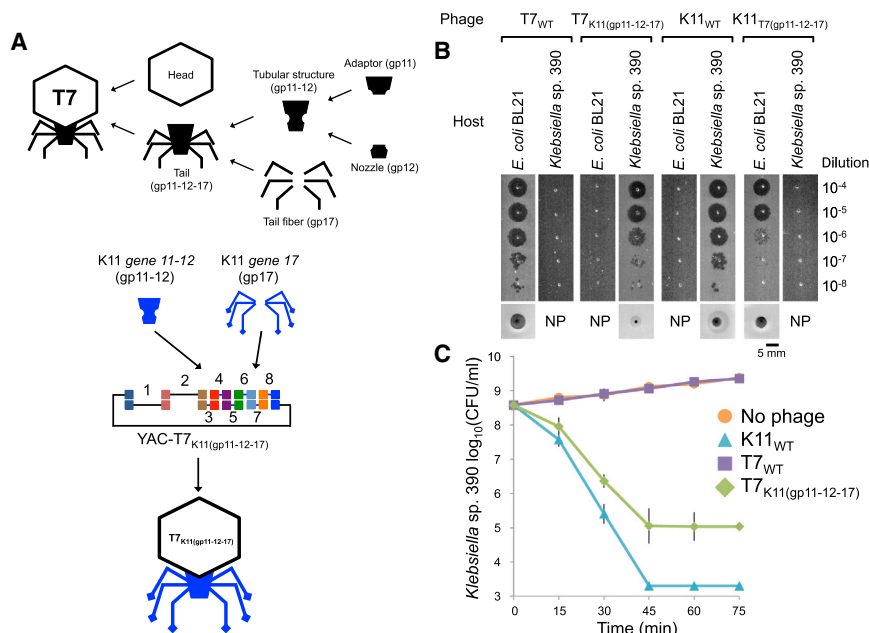 A
T7
Head
Tail
(gp11-12-17)
Tubular structure
(gp11-12)
Adaptor (gp11)
Nozzle (gp12)
Tail fiber (gp17)
K11 gene 11-12
(gp11-12)
K11 gene 17
(gp17)
1 2 3 4 5 6 7 8
YAC-T7K11(gp11-12-17)
T7K11(gp11-12-17)
Phage T7WT T7K11(gp11-12-17) K11WT K11T7(gp11-12-17)
B
Host
E. coli BL21
Klebsiella sp. 390
E. coli BL21
Klebsiella sp. 390
E. coli BL21
Klebsiella sp. 390
E. coli BL21
Klebsiella sp. 390
Dilution
10-4
10-5
10-6
10-7
10-8
NP NP NP NP
5 mm
C
Klebsiella sp. 390 log10(CFU/ml)
10
9
8
7
6
5
4
3
No phage
K11WT
T7WT
T7K11(gp11-12-17)
0 15 30 45 60 75
Time (min)